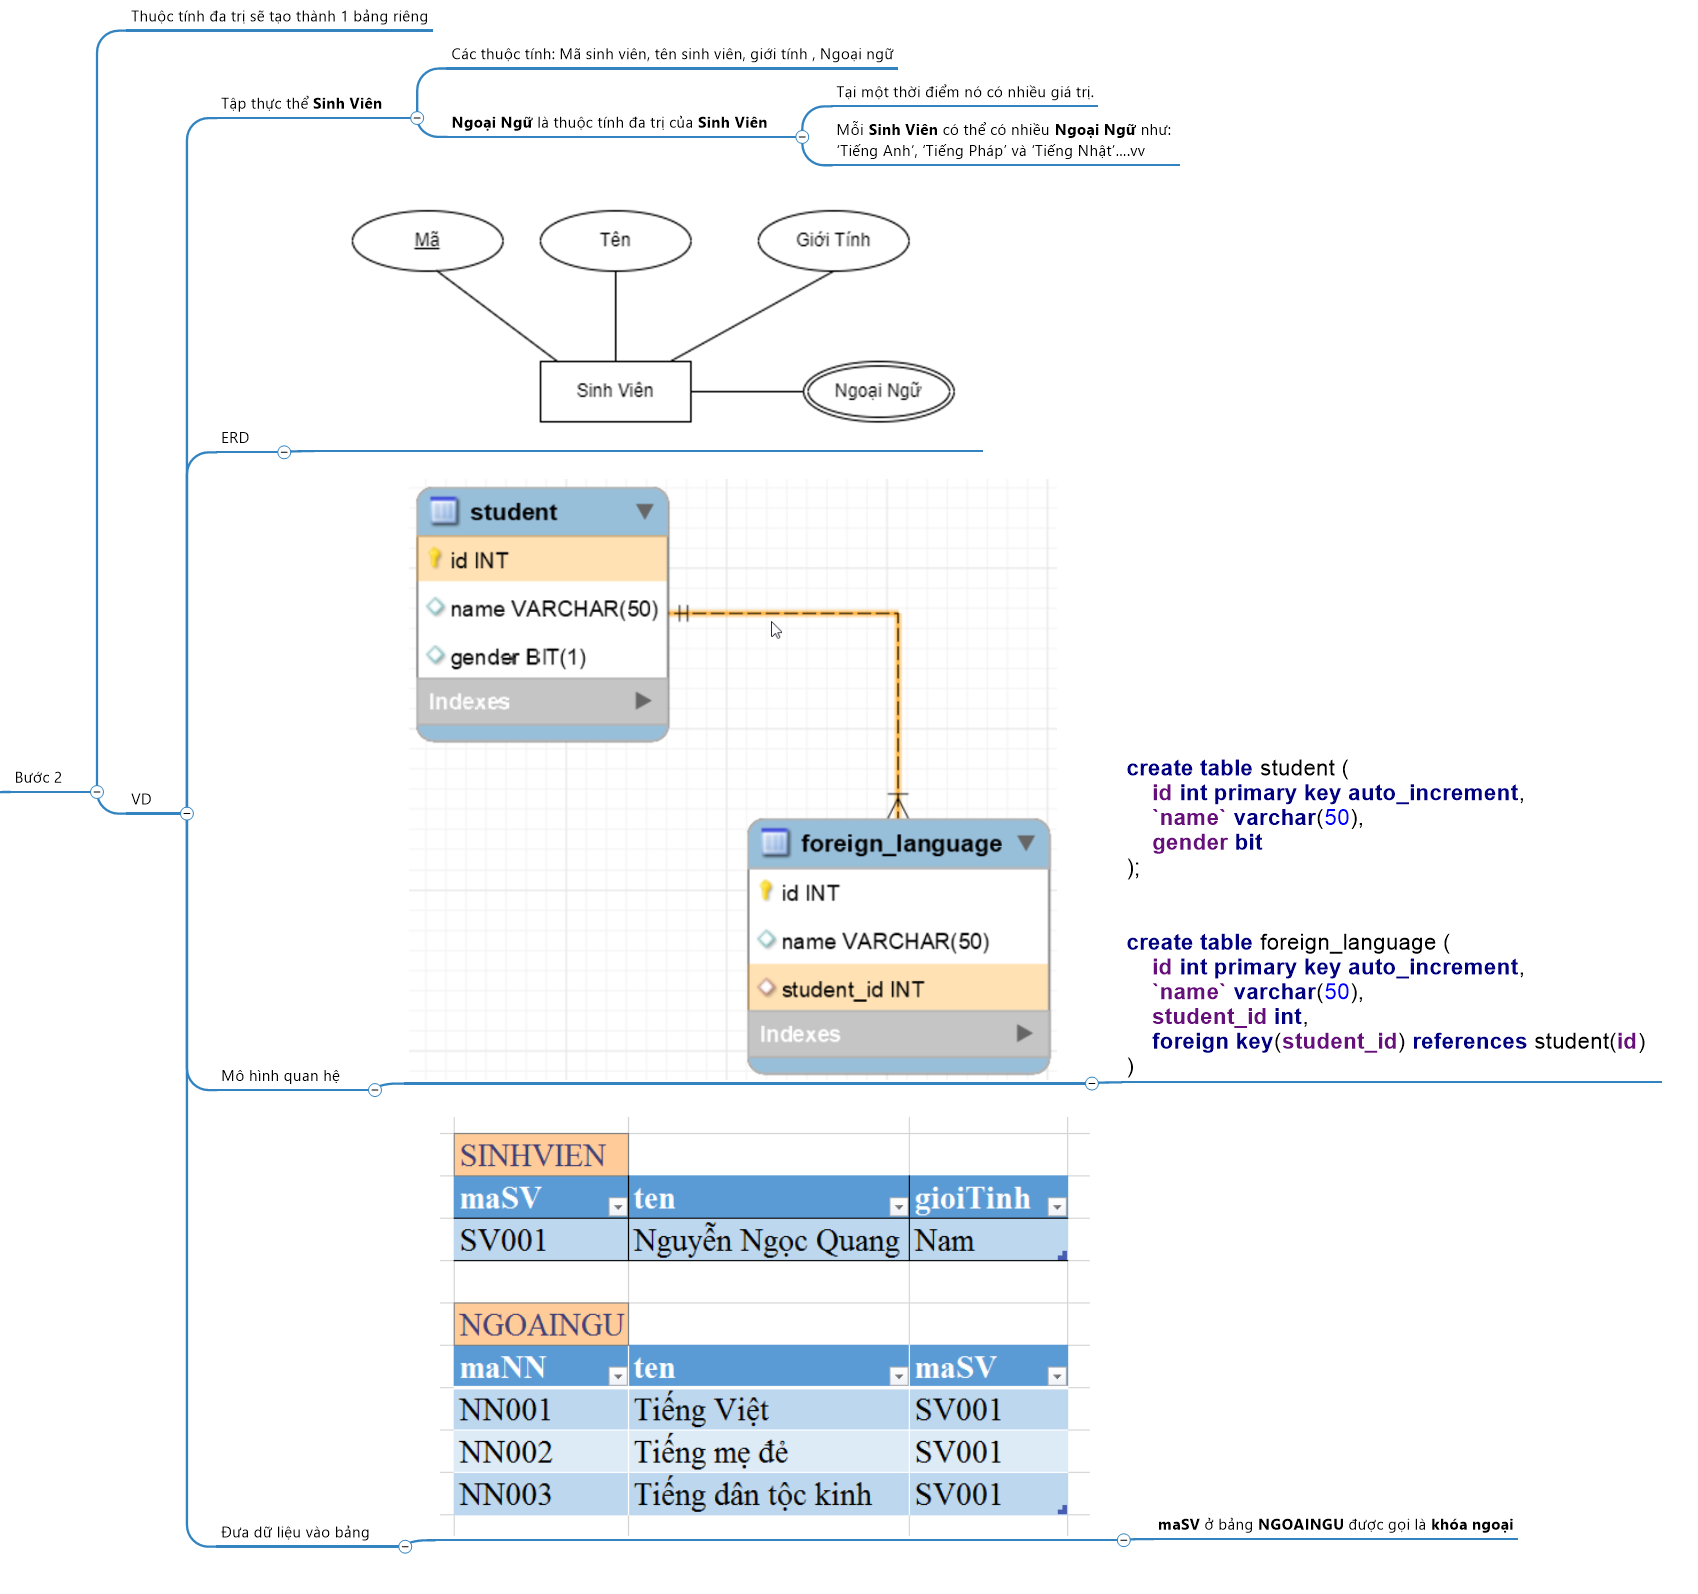 Thuộc tính đa trị sẽ tạo thành 1 bảng riêng
Các thuộc tính: Mã sinh viên, tên sinh viên, giới tính , Ngoại ngữ
Tập thực thể Sinh Viên
Ngoại Ngữ là thuộc tính đa trị của Sinh Viên
Tại một thời điểm nó có nhiều giá trị.
Mỗi Sinh Viên có thể có nhiều Ngoại Ngữ như:
‘Tiếng Anh’, ‘Tiếng Pháp’ và ‘Tiếng Nhật’....vv
Mã
Tên
Giới Tính
Sinh Viên
Ngoại Ngữ
ERD
student
id INT
name VARCHAR(50)
gender BIT(1)
Indexes
foreign_language
id INT
name VARCHAR(50)
student_id INT
Indexes
create table student (
id int primary key auto_increment,
`name` varchar(50),
gender bit
);
create table foreign_language (
id int primary key auto_increment,
`name` varchar(50),
student_id int,
foreign key(student_id) references student(id)
)
Bước 2
VD
Mô hình quan hệ
SINHVIEN
maSV ten gioiTinh
SV001 Nguyễn Ngọc Quang Nam
NGOAINGU
maNN ten maSV
NN001 Tiếng Việt SV001
NN002 Tiếng mẹ đẻ SV001
NN003 Tiếng dân tộc kinh SV001
Đưa dữ liệu vào bảng
maSV ở bảng NGOAINGU được gọi là khóa ngoại